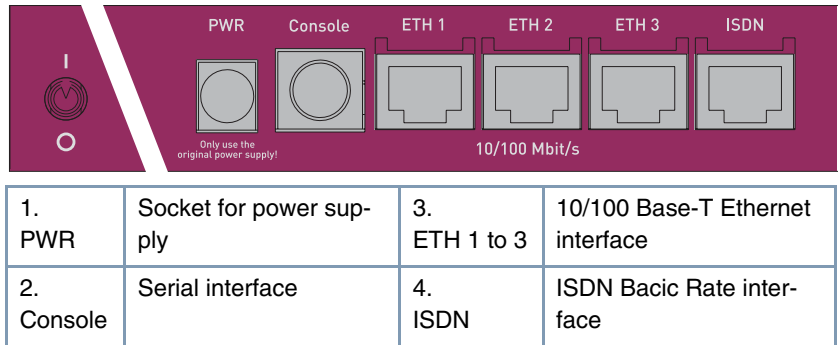 PWR Console ETH 1 ETH 2 ETH 3 ISDN
I
O
Only use the
original power supply!
10/100 Mbit/s
1.
PWR
Socket for power sup-
ply
3.
ETH 1 to 3
10/100 Base-T Ethernet
interface
2.
Console
Serial interface
4.
ISDN
ISDN Bacic Rate inter-
face